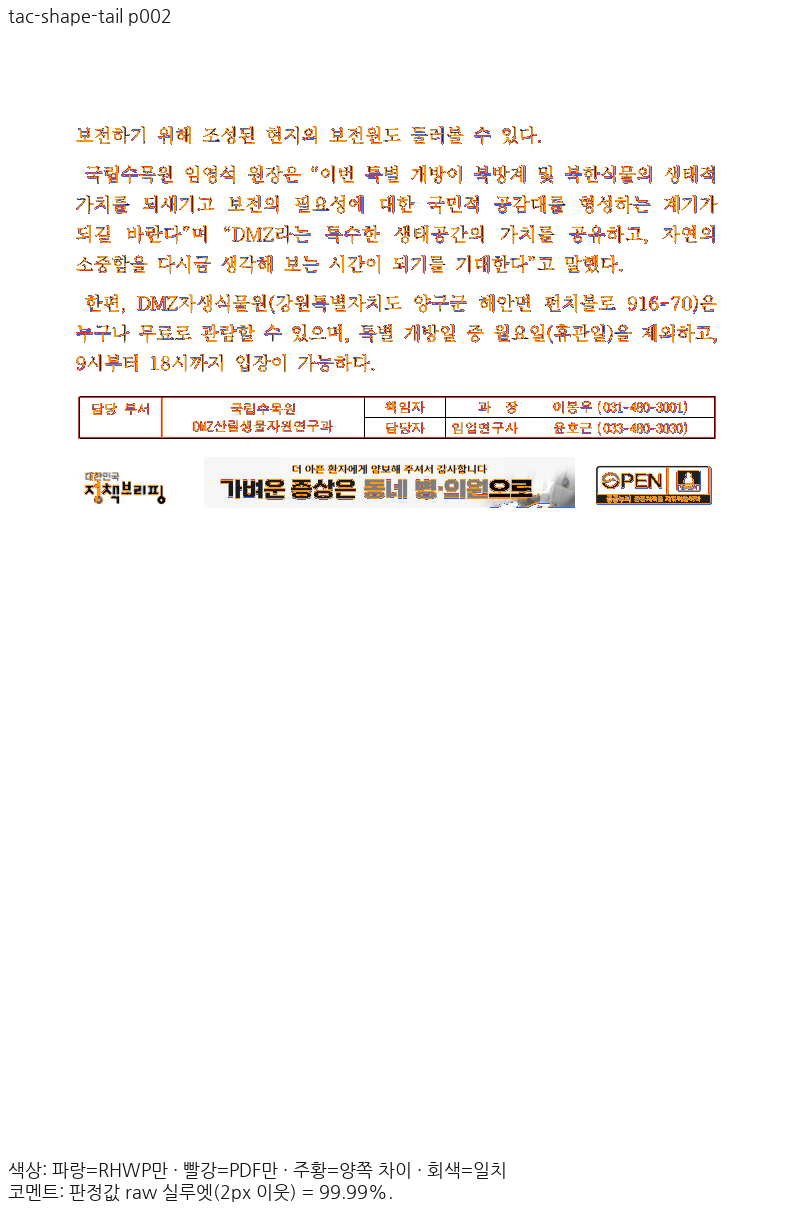 tac-shape-tail p002
보전하기 위해 조성된 현지외 보전원도 둘러볼 수 있다.
국립수목원 임영석 원장은 “이번 특별 개방이 북방계 및 북한식물의 생태적
가치를 되새기고 보전의 필요성에 대한 국민적 공감대를 형성하는 계기가
되길 바란다”며 “DMZ라는 특수한 생태공간의 가치를 공유하고, 자연의
소중함을 다시금 생각해 보는 시간이 되기를 기대한다”고 말했다.
한편, DMZ자생식물원(강원특별자치도 양구군 해안면 펀치볼로 916-70)은
누구나 무료로 관람할 수 있으며, 특별 개방일 중 월요일(휴관일)을 제외하고,
9시부터 18시까지 입장이 가능하다.
담당 부서 국립수목원 책임자 과 장 이봉우 (031-480-3001)
DMZ산림생물자원연구과 담당자 임업연구사 윤호근 (033-480-3030)
더 아픈 환자에게 양보해 주셔서 감사합니다
대한민국
정책브리핑 가벼운 증상은 동네 병·의원으로 OPEN
색상: 파랑=RHWP만 · 빨강=PDF만 · 주황=양쪽 차이 · 회색=일치
코멘트: 판정값 raw 실루엣(2px 이웃) = 99.99%.